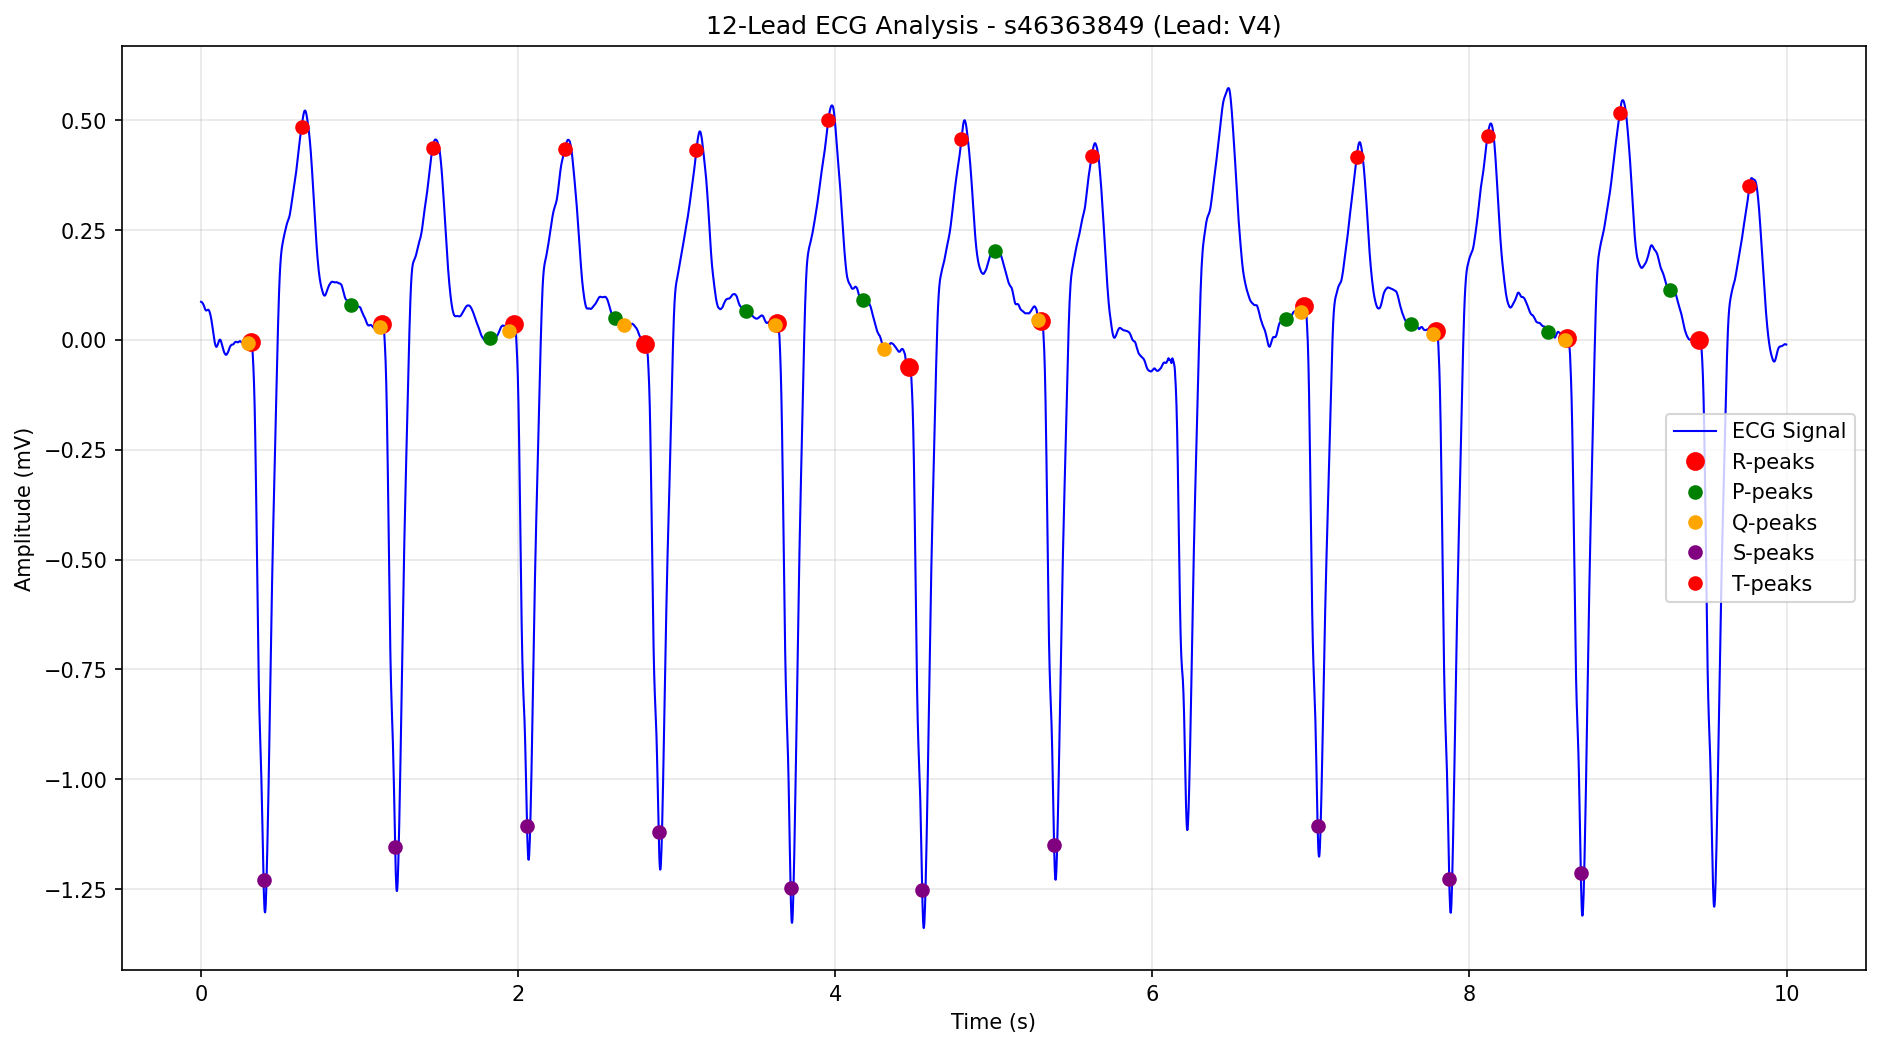 12-Lead ECG Analysis - s46363849 (Lead: V4)
Amplitude (mV)
0.50
0.25
0.00
−0.25
−0.50
−0.75
−1.00
−1.25
ECG Signal
R-peaks
P-peaks
Q-peaks
S-peaks
T-peaks
0 2 4 6 8 10
Time (s)